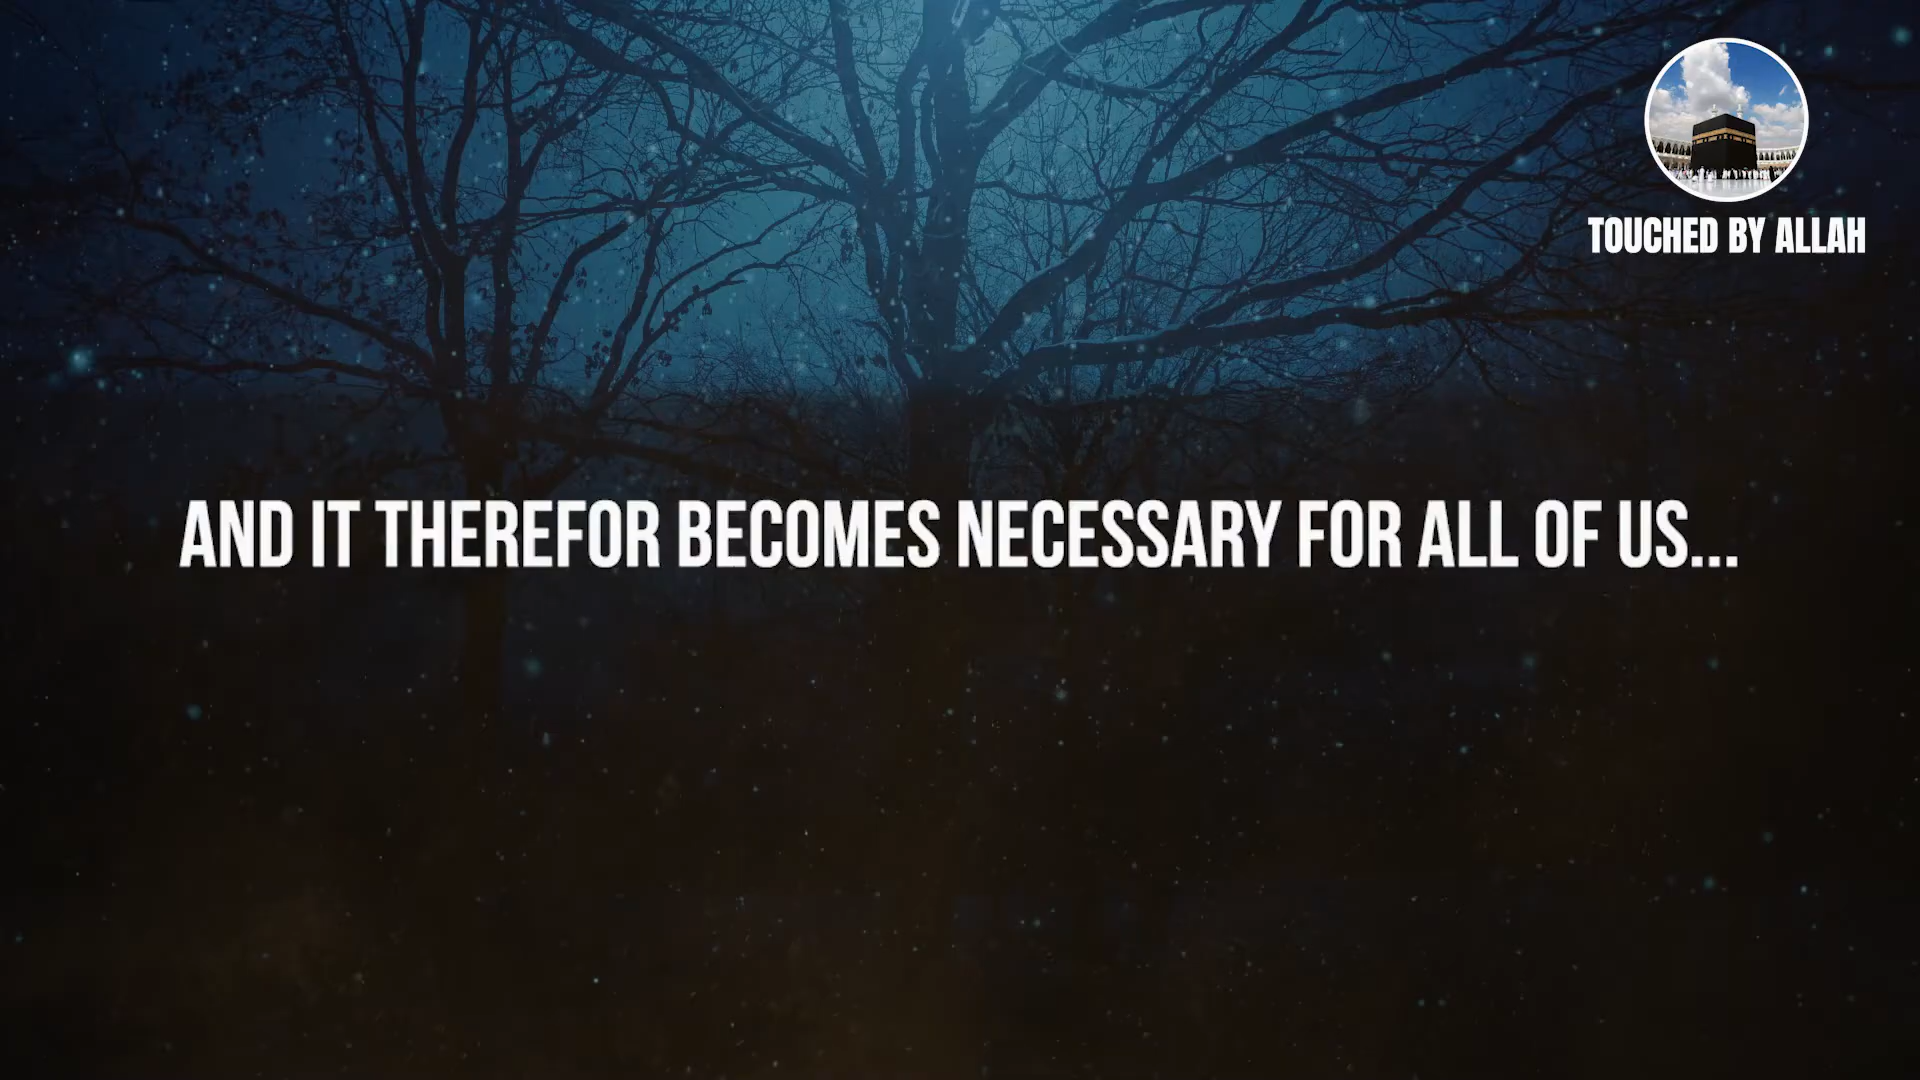 TOUCHED BY ALLAH
AND IT THEREFOR BECOMES NECESSARY FOR ALL OF US...